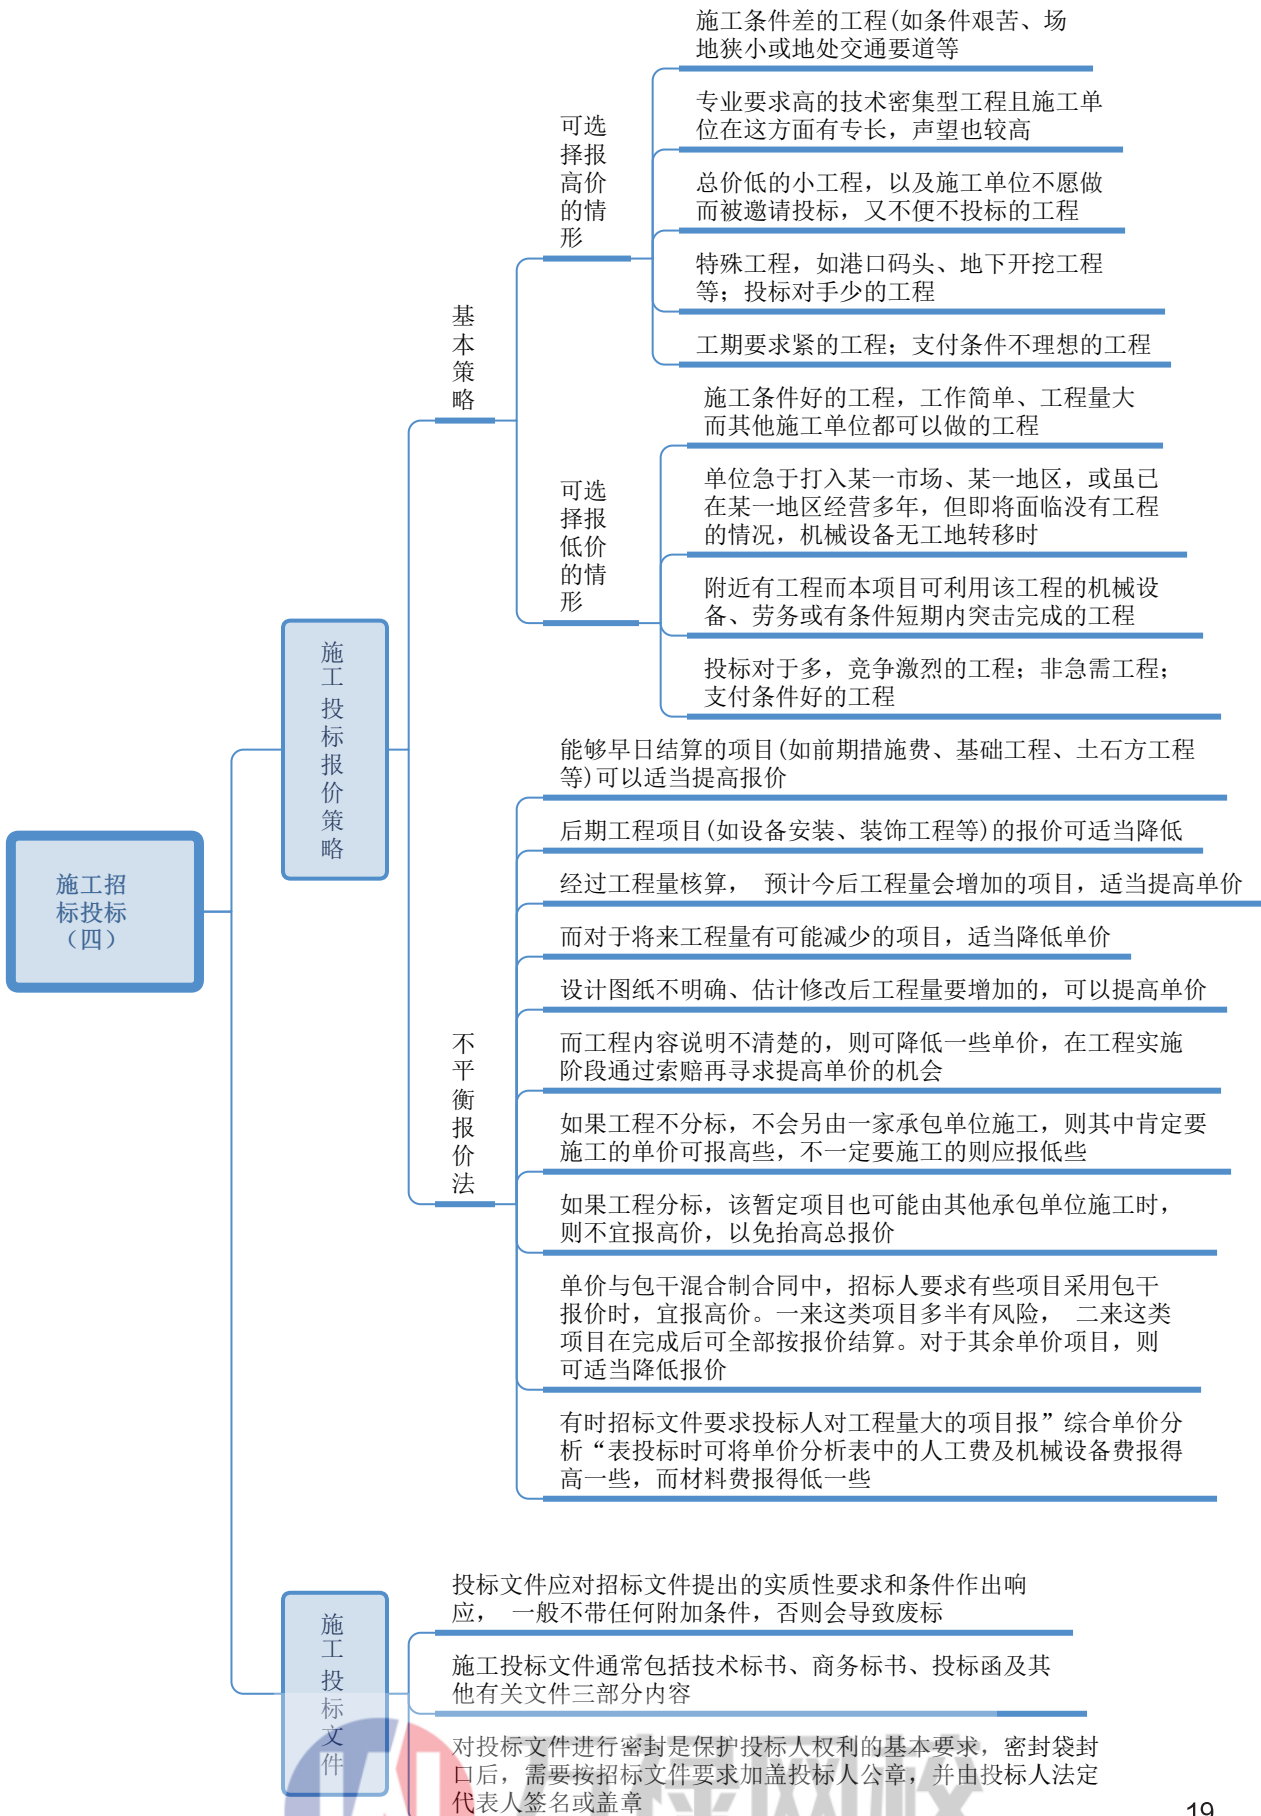 施工招
标投标
（四）
施工投标报价策略
基本策略
可选
择报
高价
的情
形
施工条件差的工程(如条件艰苦、场
地狭小或地处交通要道等
专业要求高的技术密集型工程且施工单
位在这方面有专长，声望也较高
总价低的小工程，以及施工单位不愿做
而被邀请投标，又不便不投标的工程
特殊工程，如港口码头、地下开挖工程
等；投标对手少的工程
工期要求紧的工程；支付条件不理想的工程
可选
择报
低价
的情
形
施工条件好的工程，工作简单、工程量大
而其他施工单位都可以做的工程
单位急于打入某一市场、某一地区，或虽已
在某一地区经营多年，但即将面临没有工程
的情况，机械设备无工地转移时
附近有工程而本项目可利用该工程的机械设
备、劳务或有条件短期内突击完成的工程
投标对于多，竞争激烈的工程；非急需工程；
支付条件好的工程
不平衡报价法
能够早日结算的项目(如前期措施费、基础工程、土石方工程
等)可以适当提高报价
后期工程项目(如设备安装、装饰工程等)的报价可适当降低
经过工程量核算， 预计今后工程量会增加的项目，适当提高单价
而对于将来工程量有可能减少的项目，适当降低单价
设计图纸不明确、估计修改后工程量要增加的，可以提高单价
而工程内容说明不清楚的，则可降低一些单价，在工程实施
阶段通过索赔再寻求提高单价的机会
如果工程不分标，不会另由一家承包单位施工，则其中肯定要
施工的单价可报高些，不一定要施工的则应报低些
如果工程分标，该暂定项目也可能由其他承包单位施工时，
则不宜报高价，以免抬高总报价
单价与包干混合制合同中，招标人要求有些项目采用包干
报价时，宜报高价。一来这类项目多半有风险， 二来这类
项目在完成后可全部按报价结算。对于其余单价项目，则
可适当降低报价
有时招标文件要求投标人对工程量大的项目报”综合单价分
析“表投标时可将单价分析表中的人工费及机械设备费报得
高一些，而材料费报得低一些
施工投标文件
投标文件应对招标文件提出的实质性要求和条件作出响
应， 一般不带任何附加条件，否则会导致废标
施工投标文件通常包括技术标书、商务标书、投标函及其
他有关文件三部分内容
对投标文件进行密封是保护投标人权利的基本要求，密封袋封
口后，需要按招标文件要求加盖投标人公章，并由投标人法定
代表人签名或盖章
19